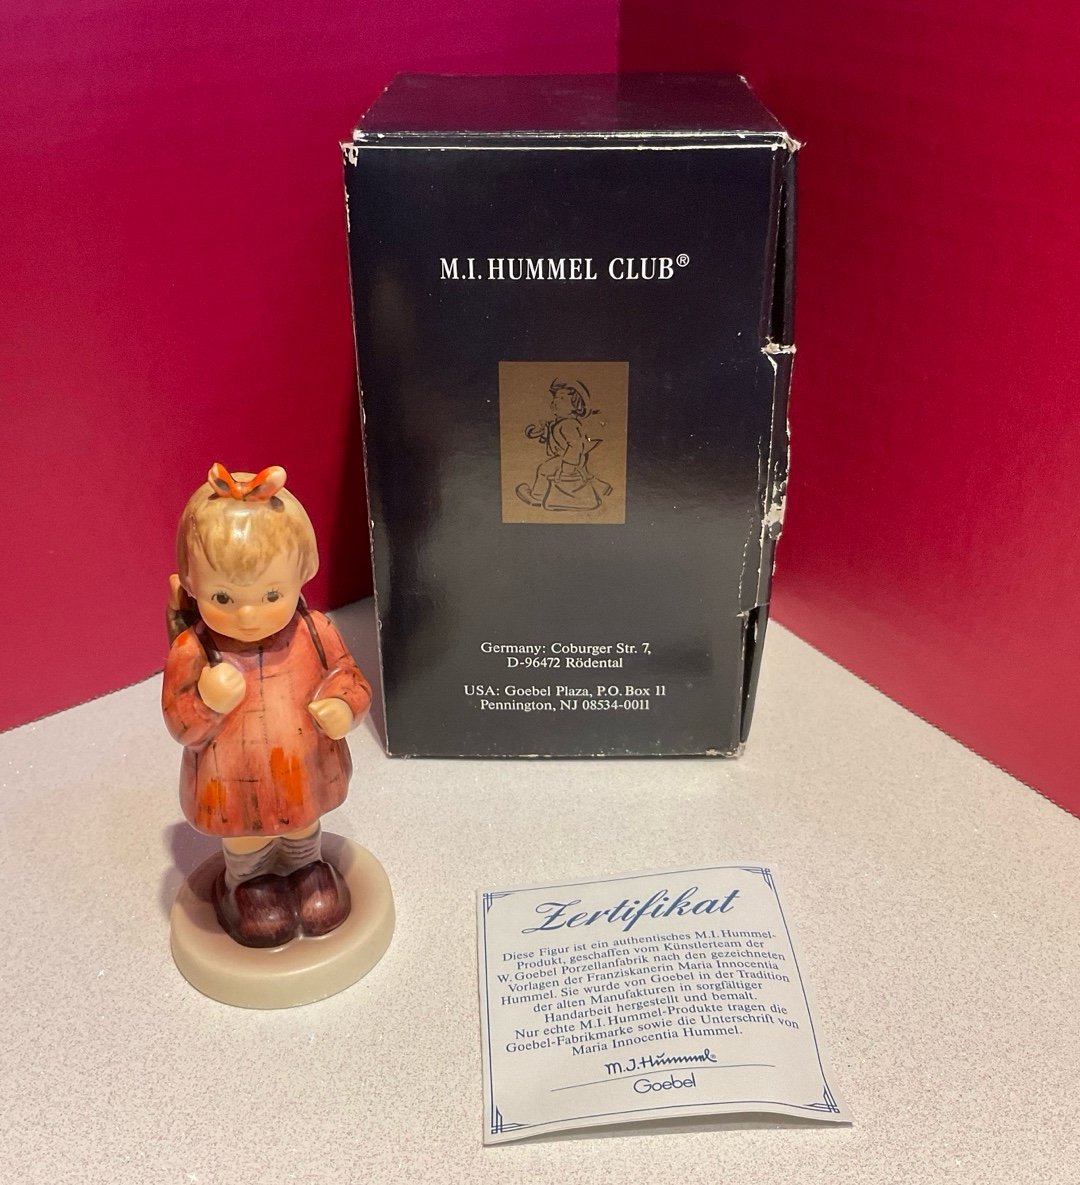 M.I. HUMMEL CLUB®
Germany: Coburger Str. 7,
D-96472 Rödental
USA: Goebel Plaza, P.O. Box 11
Pennington, NJ 08534-0011
Zertifikat
Diese Figur ist ein authentisches M.I. Hummel-
Produkt, geschaffen vom Künstlerteam der
W. Goebel Porzellanfabrik nach den gezeichneten
Vorlagen der Franziskanerin Maria Innocentia
Hummel. Sie wurde von Goebel in der Tradition
der alten Manufakturen in sorgfältiger
Handarbeit hergestellt und bemalt.
Nur echte M.I. Hummel-Produkte tragen die
Goebel-Fabrikmarke sowie die Unterschrift von
Maria Innocentia Hummel.
M.J. Hummel®
Goebel